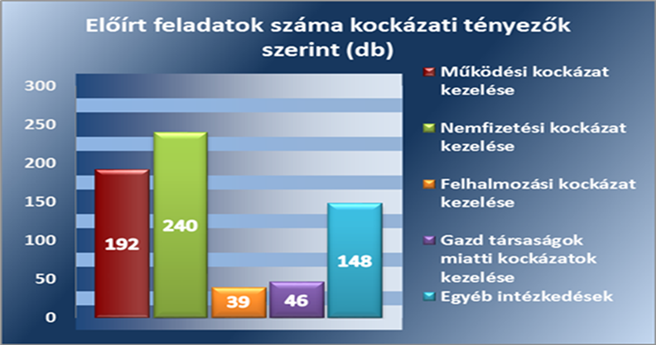 Előírt feladatok száma kockázati tényezők
szerint (db)
300
250
200
150
100
50
0
192
240
39
46
148
Működési kockázat
kezelése
Nemfizetési kockázat
kezelése
Felhalmozási kockázat
kezelése
Gazd társaságok
miatti kockázatok
kezelése
Egyéb intézkedések